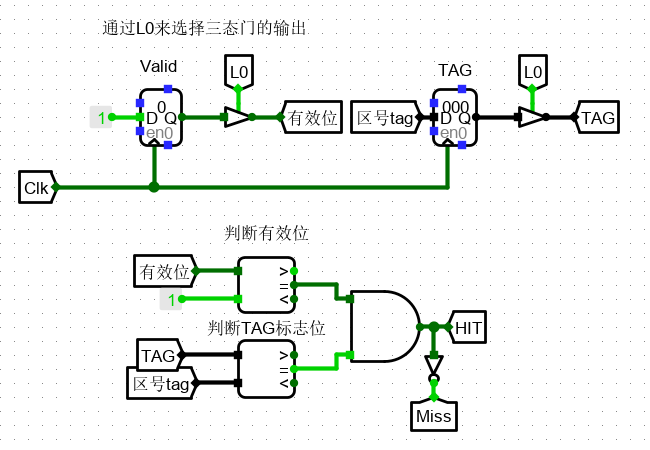 通过L0来选择三态门的输出
Valid
L0
TAG
L0
1
0
D Q
en0
有效位
区号tag
000
D Q
en0
TAG
Clk
判断有效位
有效位
1
>
=
<
判断TAG标志位
TAG
区号tag
>
=
<
HIT
Miss